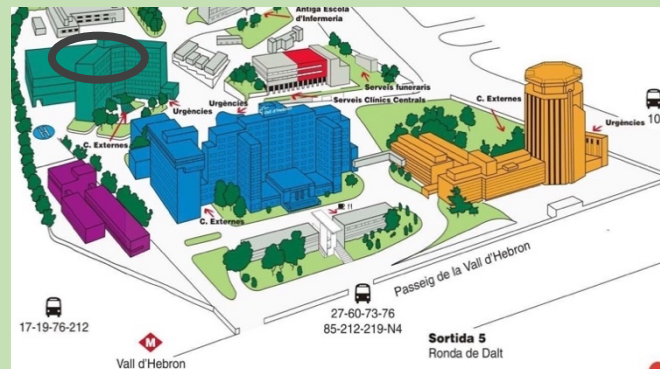 Antiga Escola
d'Infermeria
Serveis funeraris
Serveis Clínics Centrals
Urgències
Urgències
C. Externes
C. Externes
Urgències
10
C. Externes
!!
Passeig de la Vall d'Hebron
17-19-76-212
27-60-73-76
85-212-219-N4
M
Vall d'Hebron
Sortida 5
Ronda de Dalt